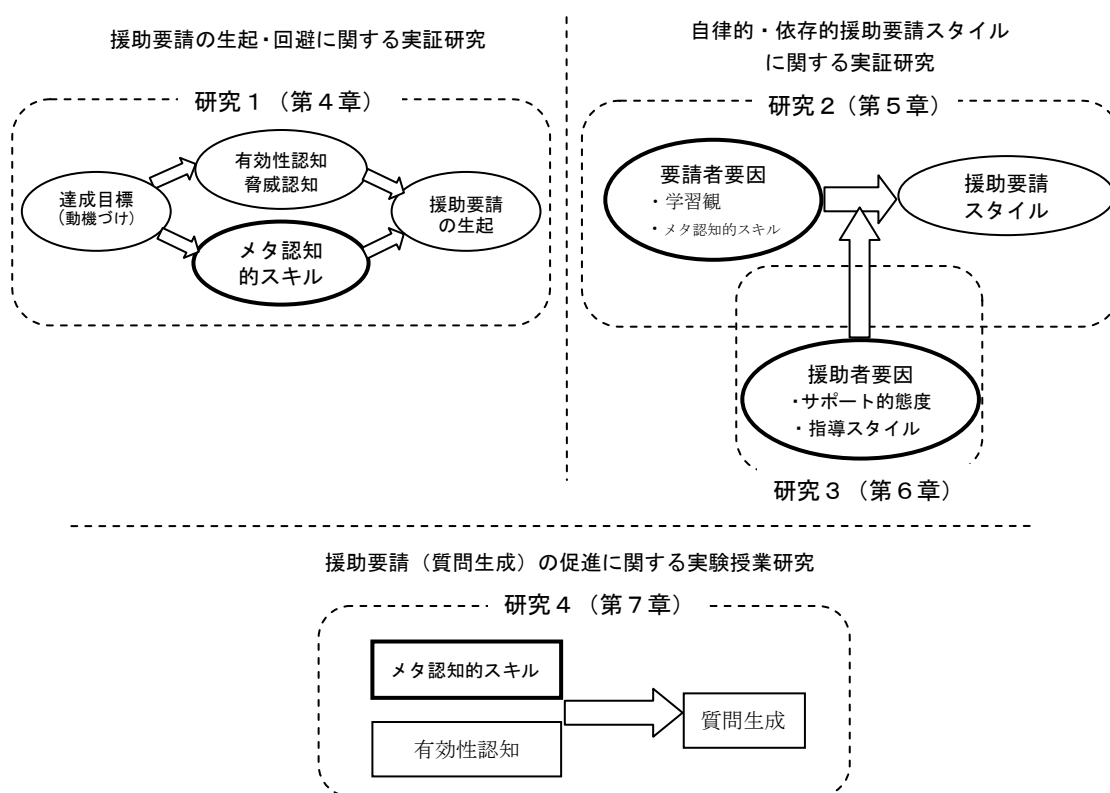 援助要請の生起・回避に関する実証研究
研究１（第４章）
達成目標
（動機づけ）
有効性認知
脅威認知
メタ認知
的スキル
援助要請
の生起
自律的・依存的援助要請スタイル
に関する実証研究
研究２（第５章）
要請者要因
・学習観
・メタ認知的スキル
援助要請
スタイル
援助者要因
・サポート的態度
・指導スタイル
研究３（第６章）
援助要請（質問生成）の促進に関する実験授業研究
研究４（第７章）
メタ認知的スキル
有効性認知
質問生成